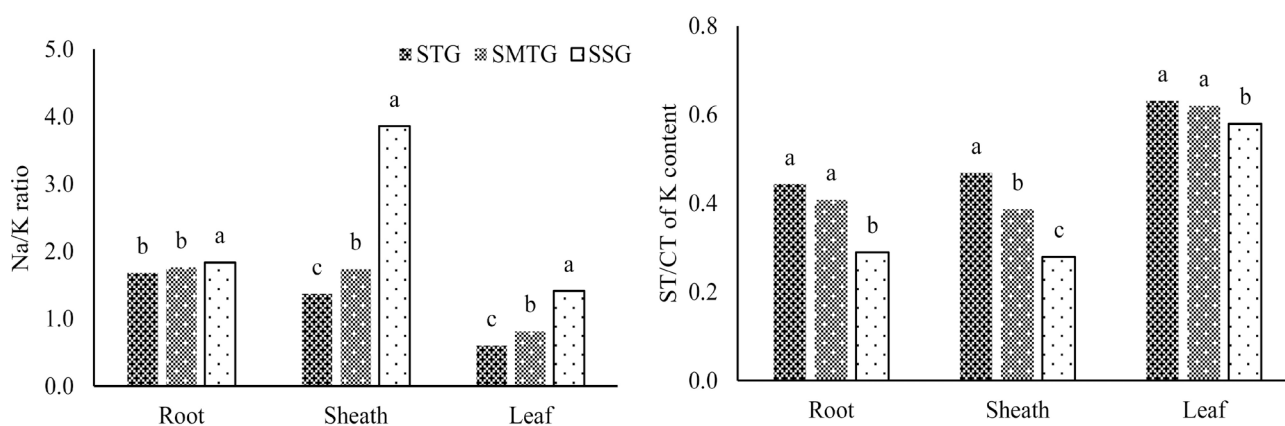 Na/K ratio
5.0
4.0
3.0
2.0
1.0
0.0
STG SMTG SSG
b b a
c b a
c b a
Root Sheath Leaf
ST/CT of K content
0.8
0.6
0.4
0.2
0.0
a a b
a b c
a a b
Root Sheath Leaf